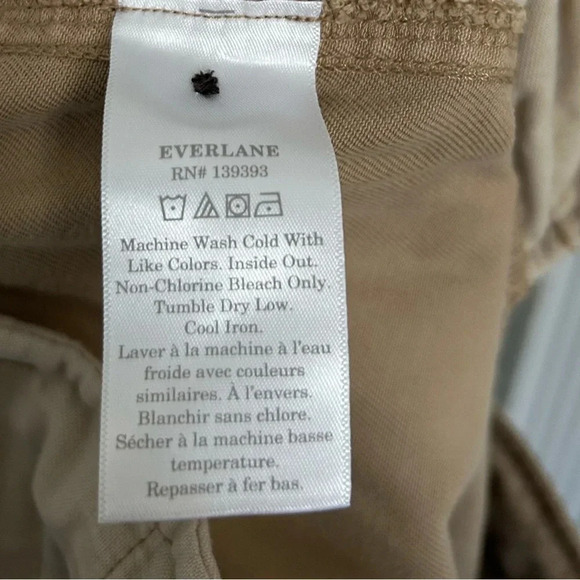 EVERLANE
RN# 139393
Machine Wash Cold With
Like Colors. Inside Out.
Non-Chlorine Bleach Only.
Tumble Dry Low.
Cool Iron.
Laver à la machine à l'eau
froide avec couleurs
similaires. À l'envers.
Blanchir sans chlore.
Sécher à la machine basse
temperature.
Repasser à fer bas.